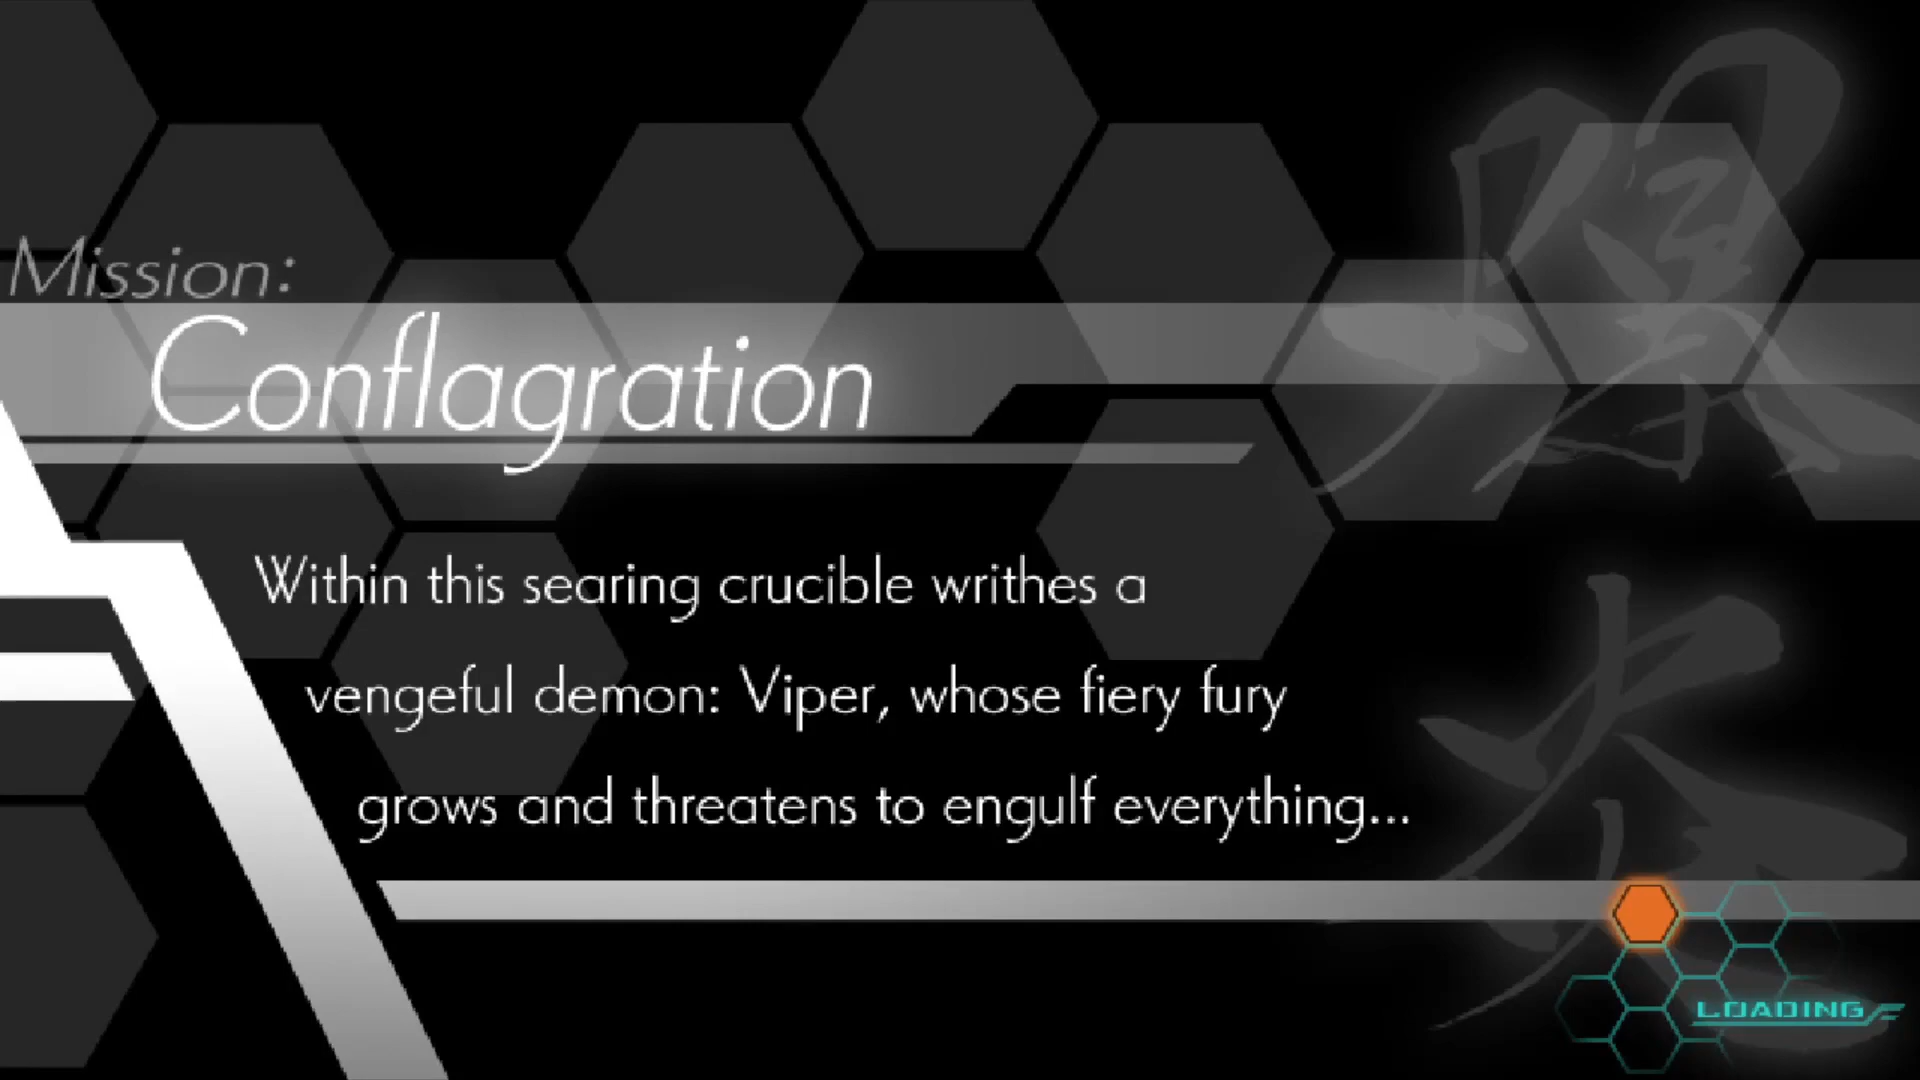 Mission:
Conflagration
Within this searing crucible writhes a
vengeful demon: Viper, whose fiery fury
grows and threatens to engulf everything...
LOADING